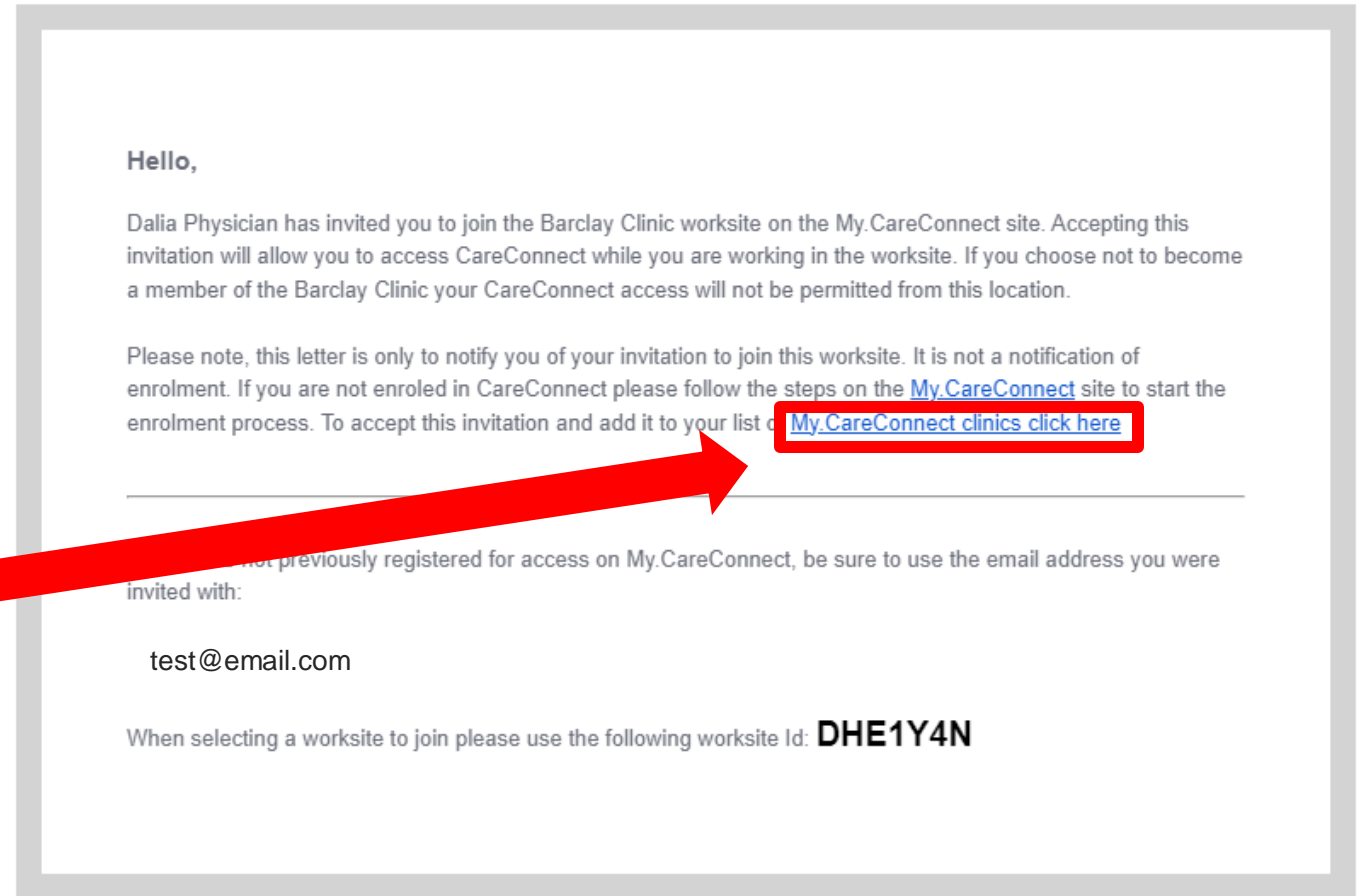 Hello,
Dalia Physician has invited you to join the Barclay Clinic worksite on the My.CareConnect site. Accepting this
invitation will allow you to access CareConnect while you are working in the worksite. If you choose not to become
a member of the Barclay Clinic your CareConnect access will not be permitted from this location.
Please note, this letter is only to notify you of your invitation to join this worksite. It is not a notification of
enrolment. If you are not enroled in CareConnect please follow the steps on the My.CareConnect site to start the
enrolment process. To accept this invitation and add it to your list My.CareConnect clinics click here
not previously registered for access on My.CareConnect, be sure to use the email address you were
invited with:
test@email.com
When selecting a worksite to join please use the following worksite Id: DHE1Y4N